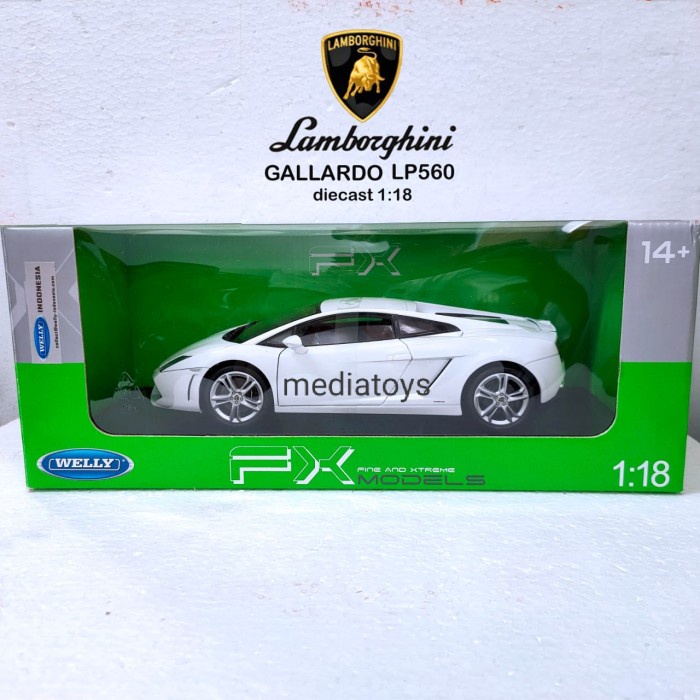 LAMBORGHINI
Lamborghini
GALLARDO LP560
diecast 1:18
FX
14+
WELLY INDONESIA
mediatoys
WELLY
FX FINE AND XTREME
MODELS
1:18